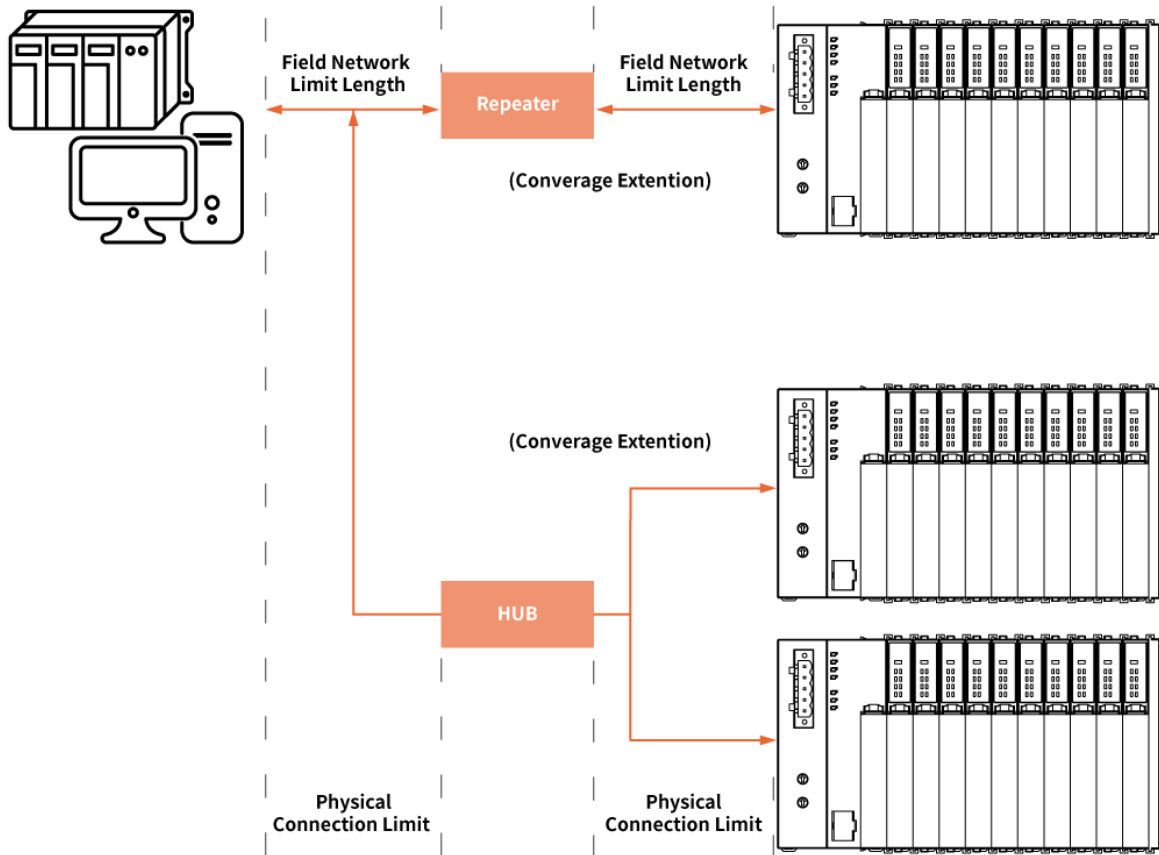 Field Network
Limit Length
Repeater
Field Network
Limit Length
(Converage Extention)
(Converage Extention)
HUB
Physical
Connection Limit
Physical
Connection Limit